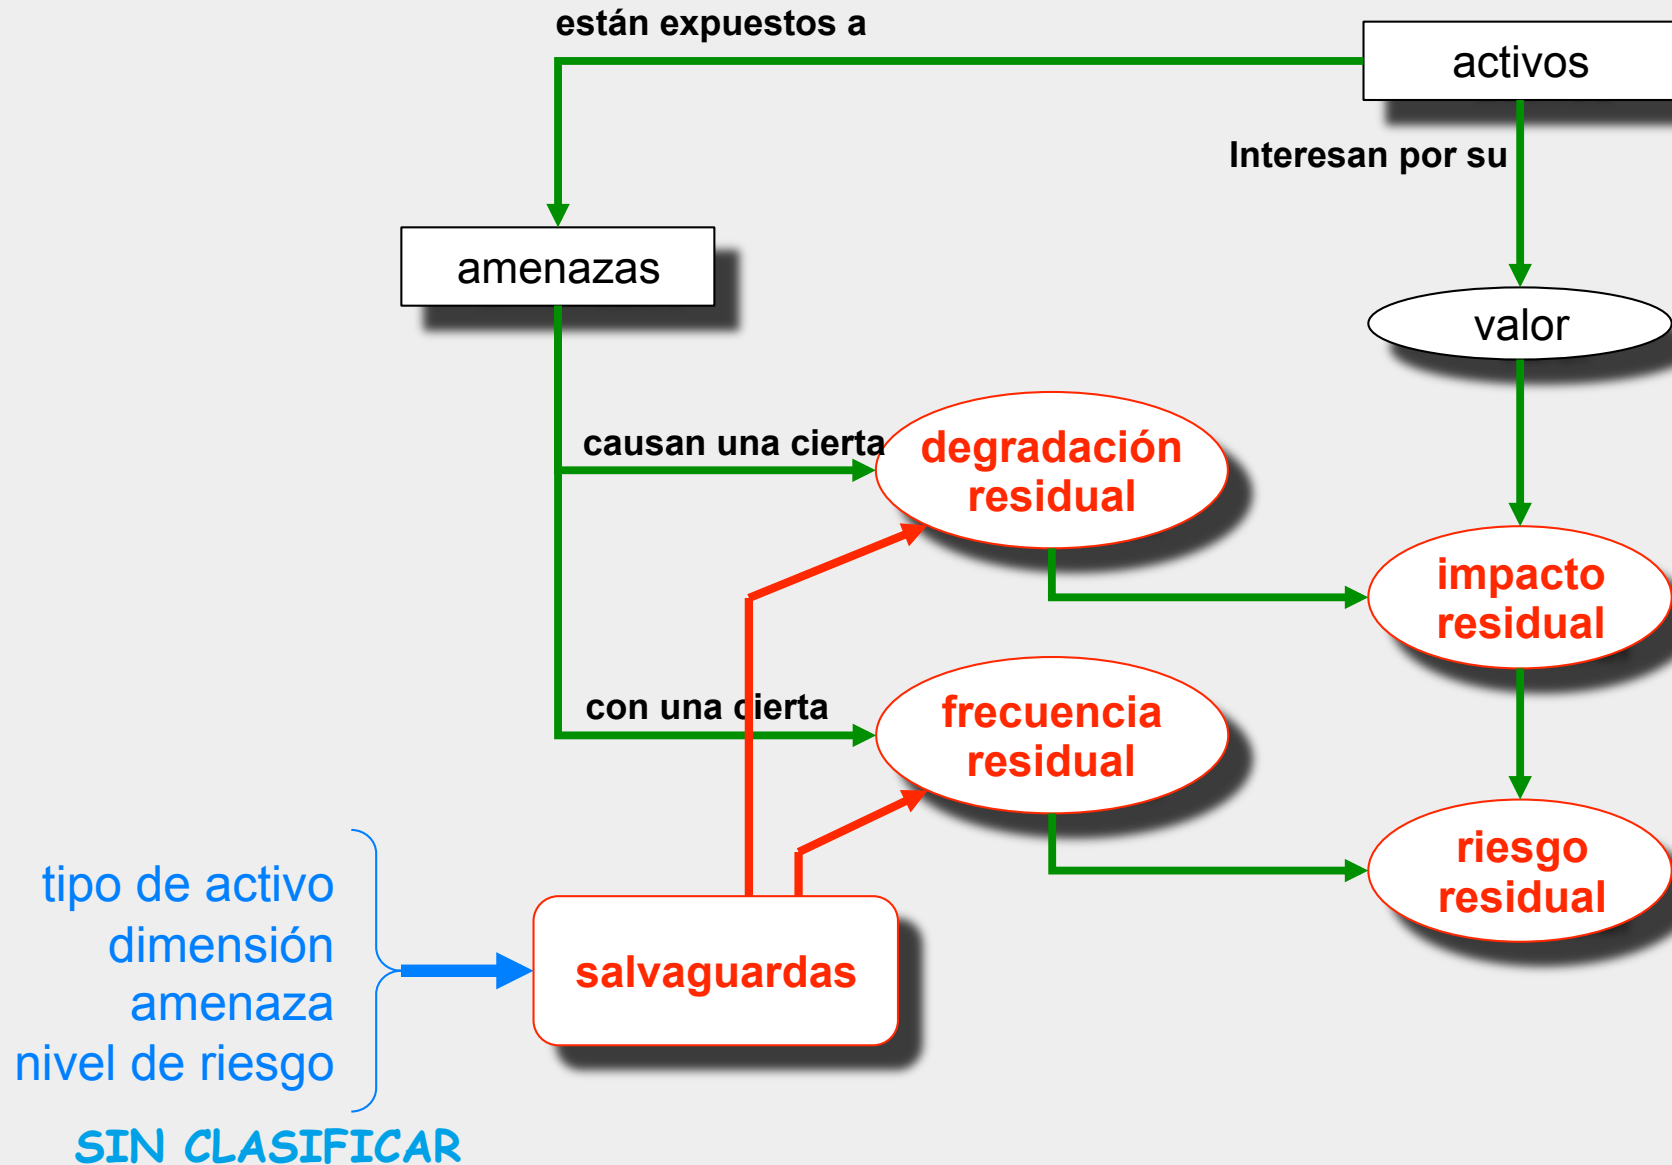 están expuestos a
activos
Interesan por su
amenazas
valor
causan una cierta
degradación
residual
impacto
residual
con una cierta
frecuencia
residual
riesgo
residual
tipo de activo
dimensión
amenaza
nivel de riesgo
salvaguardas
SIN CLASIFICAR